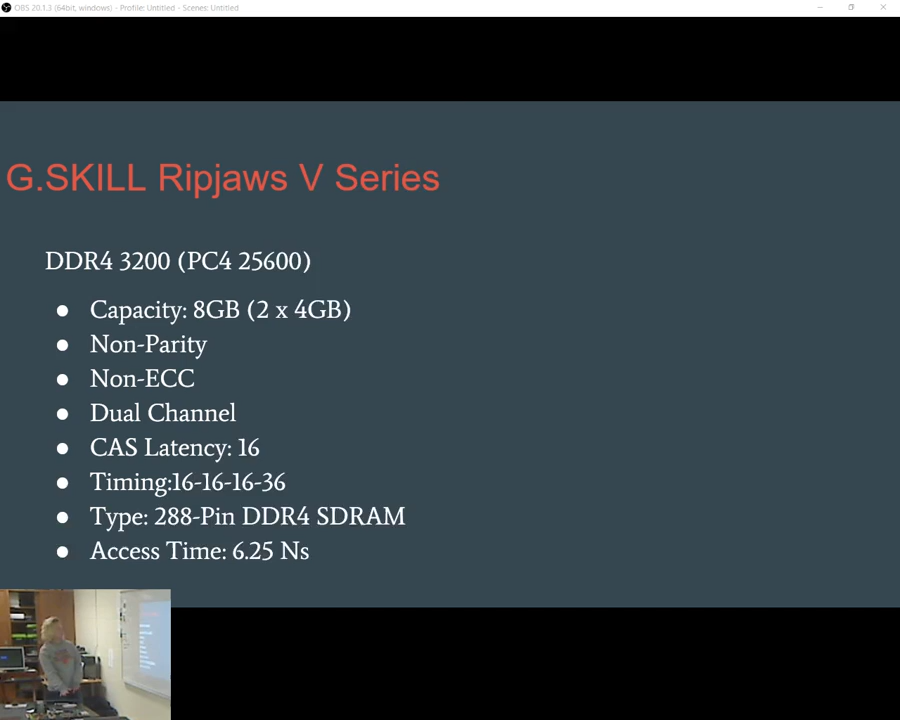 OBS 20.1.3 (64bit, windows) - Profile: Untitled - Scenes: Untitled
G.SKILL Ripjaws V Series
DDR4 3200 (PC4 25600)
● Capacity: 8GB (2 x 4GB)
● Non-Parity
● Non-ECC
● Dual Channel
● CAS Latency: 16
● Timing:16-16-16-36
● Type: 288-Pin DDR4 SDRAM
● Access Time: 6.25 Ns